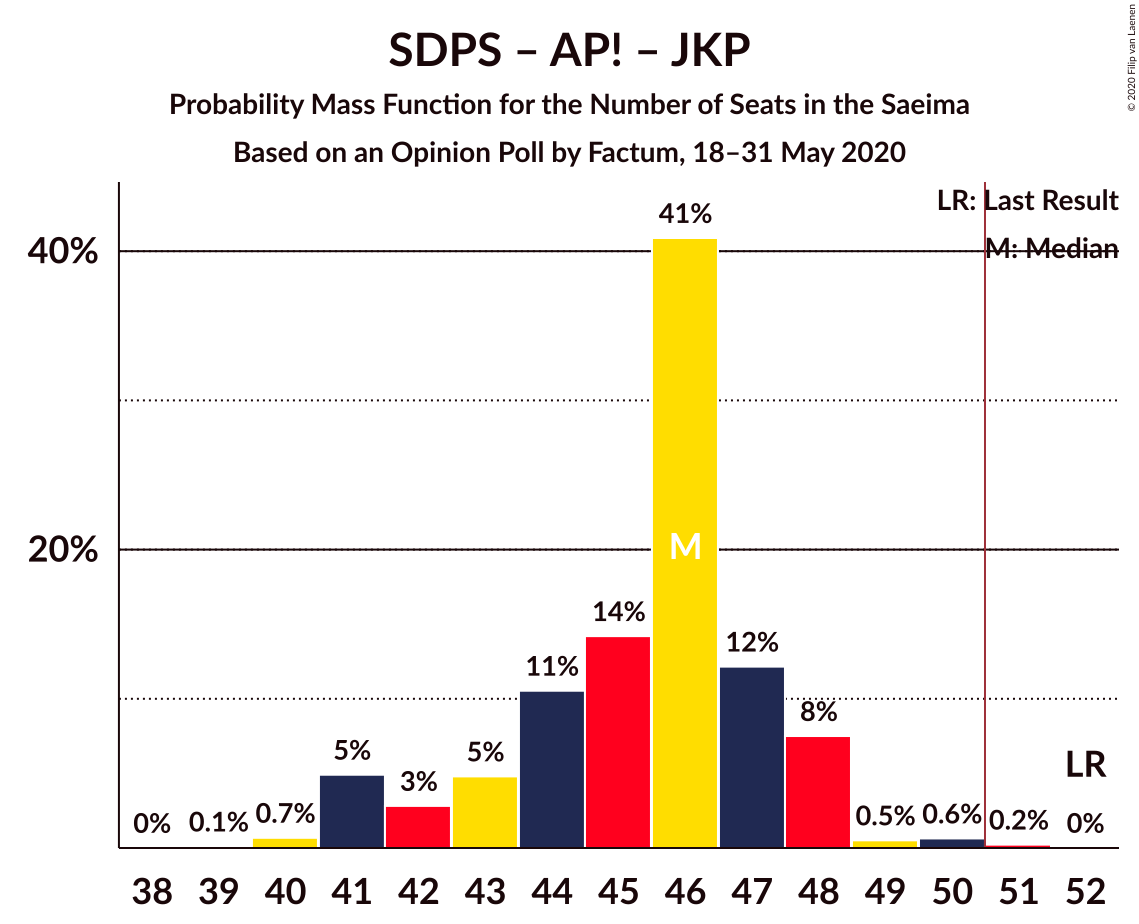 SDPS – AP! – JKP
Probability Mass Function for the Number of Seats in the Saeima
Based on an Opinion Poll by Factum, 18–31 May 2020
© 2020 Filip van Laenen
LR: Last Result
M: Median
40%
20%
0%
0.1%
0.7%
5%
3%
5%
11%
14%
41%
12%
8%
0.5%
0.6%
0.2%
0%
M
LR
38 39 40 41 42 43 44 45 46 47 48 49 50 51 52